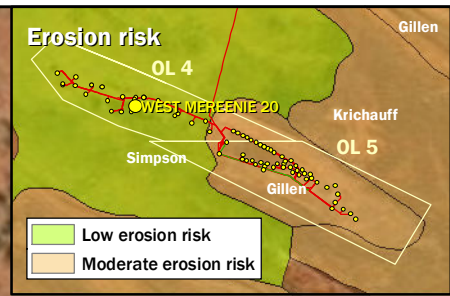 Gillen
Erosion risk
OL 4
WEST MEREENIE 20
Krichauff
OL 5
Simpson
Gillen
Low erosion risk
Moderate erosion risk